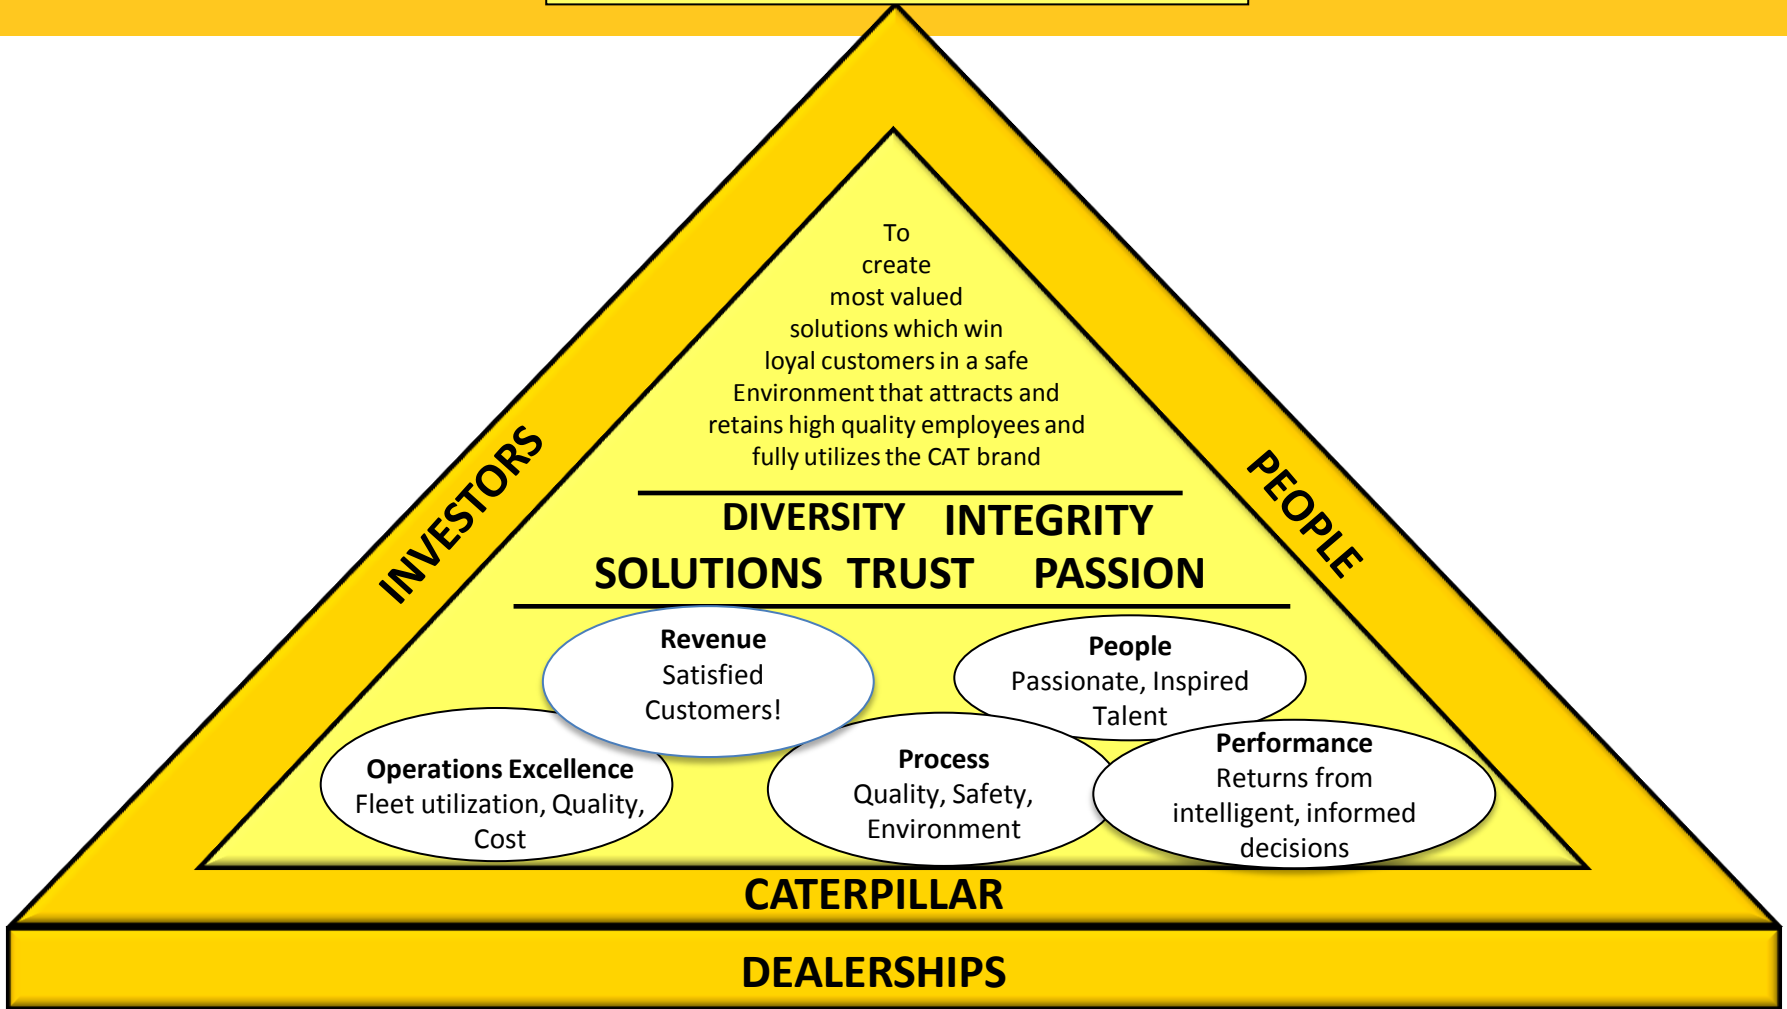 To
create
most valued
solutions which win
loyal customers in a safe
Environment that attracts and
retains high quality employees and
fully utilizes the CAT brand
INVESTORS
PEOPLE
DIVERSITY INTEGRITY
SOLUTIONS TRUST PASSION
Revenue
Satisfied
Customers!
People
Passionate, Inspired
Talent
Operations Excellence
Fleet utilization, Quality,
Cost
Process
Quality, Safety,
Environment
Performance
Returns from
intelligent, informed
decisions
CATERPILLAR
DEALERSHIPS